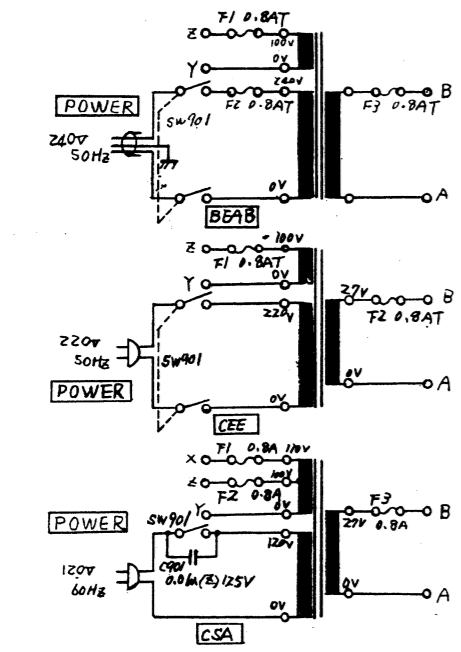 F1 0.8AT
Z
100V
0V
Y
240V
F2 0.8AT
F3 0.8AT
B
POWER
SW901
240V
50Hz
0V
A
BEAB
Z
100V
F1 0.8AT
0V
Y
220V
27V
B
F2 0.8AT
220V
50Hz
SW901
POWER
0V
0V
A
CEE
F1 0.8A 110V
X
Z
100V
F2 0.8A
Y
0V
F3
B
POWER
SW901
120V
27V
0.8A
C901
120V
60Hz
0.01μ(Z)125V
0V
A
0V
CSA